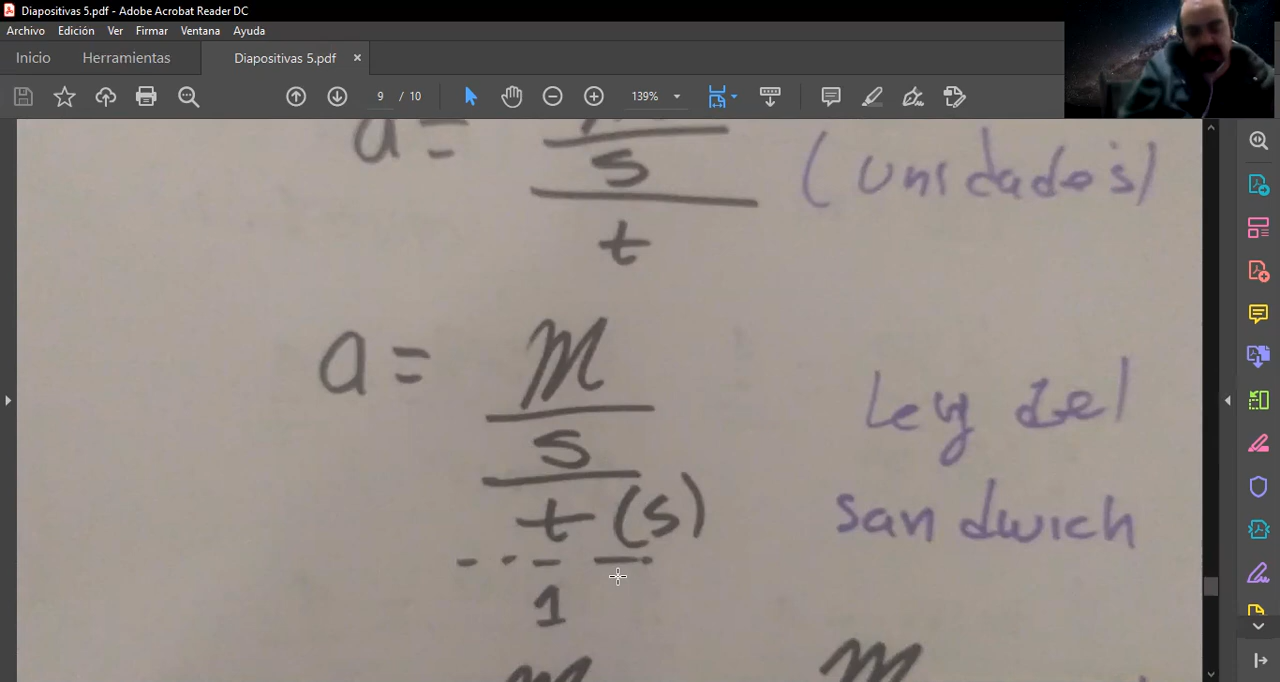 Diapositivas 5.pdf - Adobe Acrobat Reader DC
Archivo Edición Ver Firmar Ventana Ayuda
Inicio Herramientas Diapositivas 5.pdf ×
9 / 10 139%
a = m
s (Unidades)
t
a = m
s Ley del
t (s) sandwich
1
m m